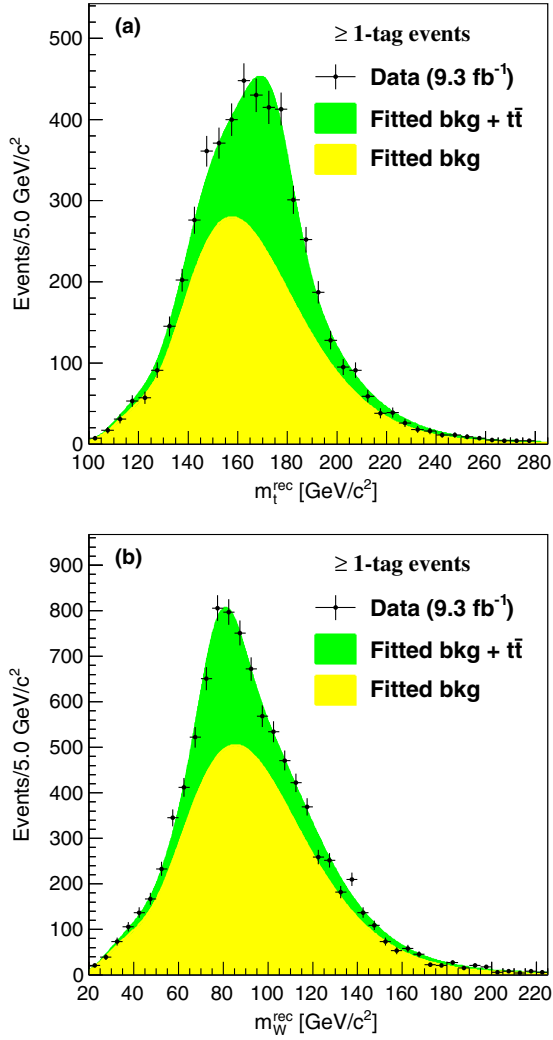 (a)
≥ 1-tag events
Data (9.3 fb⁻¹)
Fitted bkg + tt̄
Fitted bkg
Events/5.0 GeV/c²
500
400
300
200
100
0
100 120 140 160 180 200 220 240 260 280
m_t^rec [GeV/c²]
(b)
≥ 1-tag events
Data (9.3 fb⁻¹)
Fitted bkg + tt̄
Fitted bkg
Events/5.0 GeV/c²
900
800
700
600
500
400
300
200
100
0
20 40 60 80 100 120 140 160 180 200 220
m_W^rec [GeV/c²]